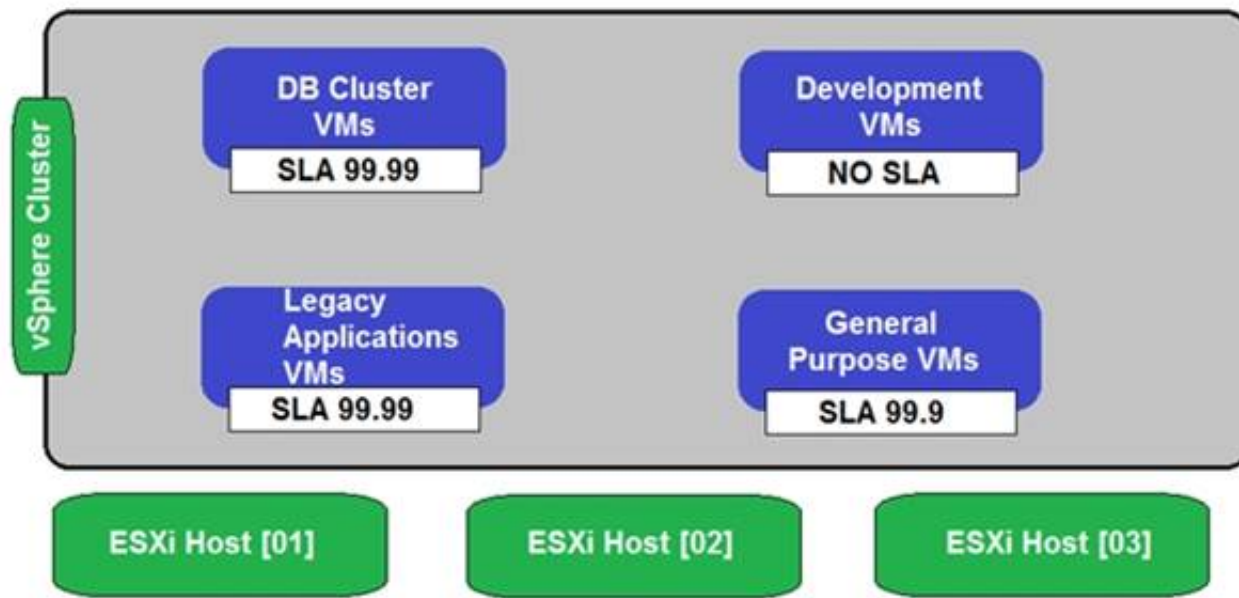 vSphere Cluster
DB Cluster
VMs
SLA 99.99
Development
VMs
NO SLA
Legacy
Applications
VMs
SLA 99.99
General
Purpose VMs
SLA 99.9
ESXi Host [01]
ESXi Host [02]
ESXi Host [03]